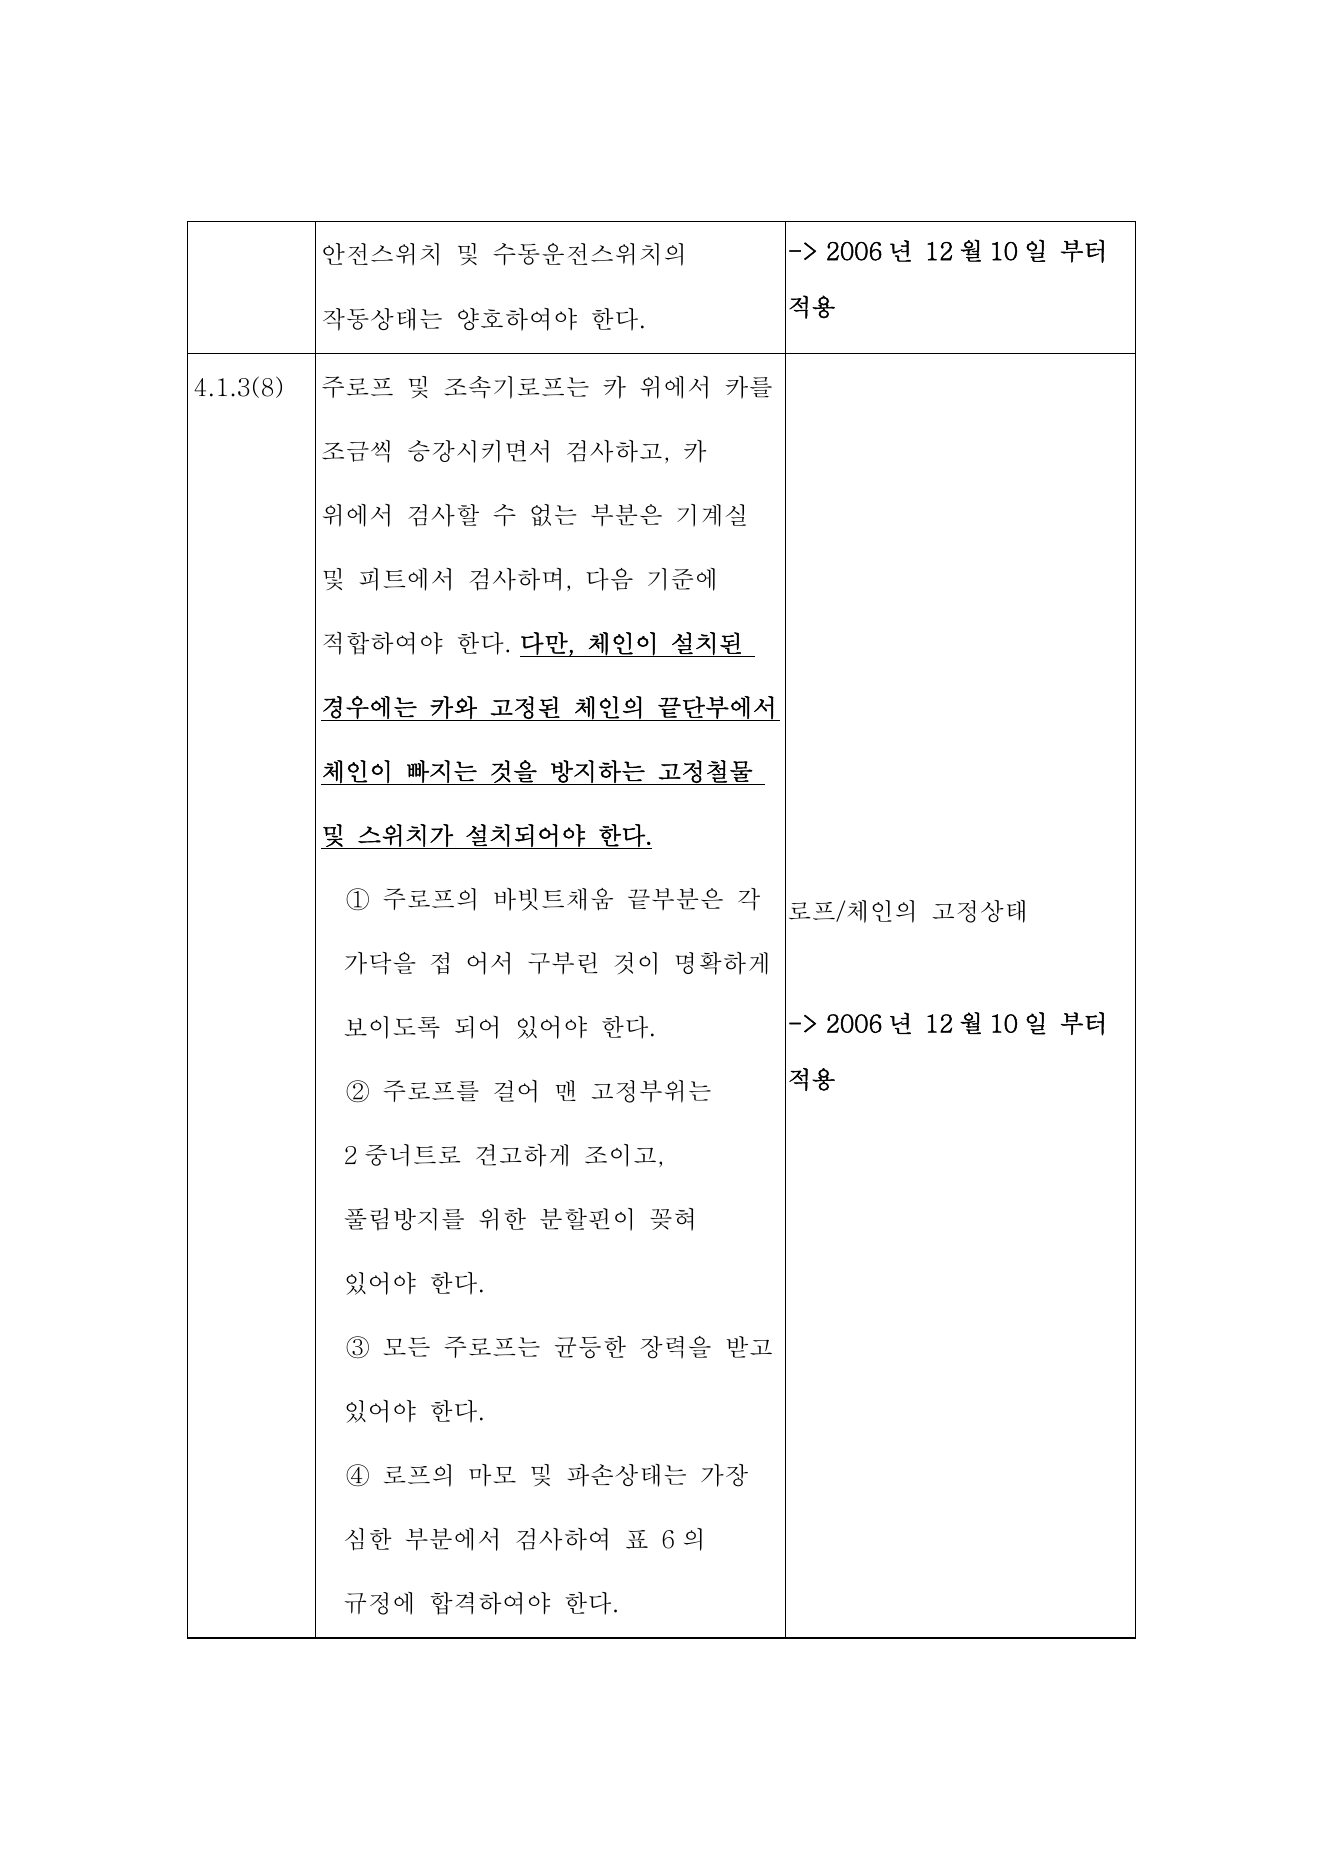 안전스위치 및 수동운전스위치의
작동상태는 양호하여야 한다.
-> 2006년 12월 10일 부터
적용
4.1.3(8)
주로프 및 조속기로프는 카 위에서 카를
조금씩 승강시키면서 검사하고, 카
위에서 검사할 수 없는 부분은 기계실
및 피트에서 검사하며, 다음 기준에
적합하여야 한다. 다만, 체인이 설치된
경우에는 카와 고정된 체인의 끝단부에서
체인이 빠지는 것을 방지하는 고정철물
및 스위치가 설치되어야 한다.
① 주로프의 바빗트채움 끝부분은 각
가닥을 접 어서 구부린 것이 명확하게
보이도록 되어 있어야 한다.
② 주로프를 걸어 맨 고정부위는
2중너트로 견고하게 조이고,
풀림방지를 위한 분할핀이 꽂혀
있어야 한다.
③ 모든 주로프는 균등한 장력을 받고
있어야 한다.
④ 로프의 마모 및 파손상태는 가장
심한 부분에서 검사하여 표 6의
규정에 합격하여야 한다.
로프/체인의 고정상태
-> 2006년 12월 10일 부터
적용